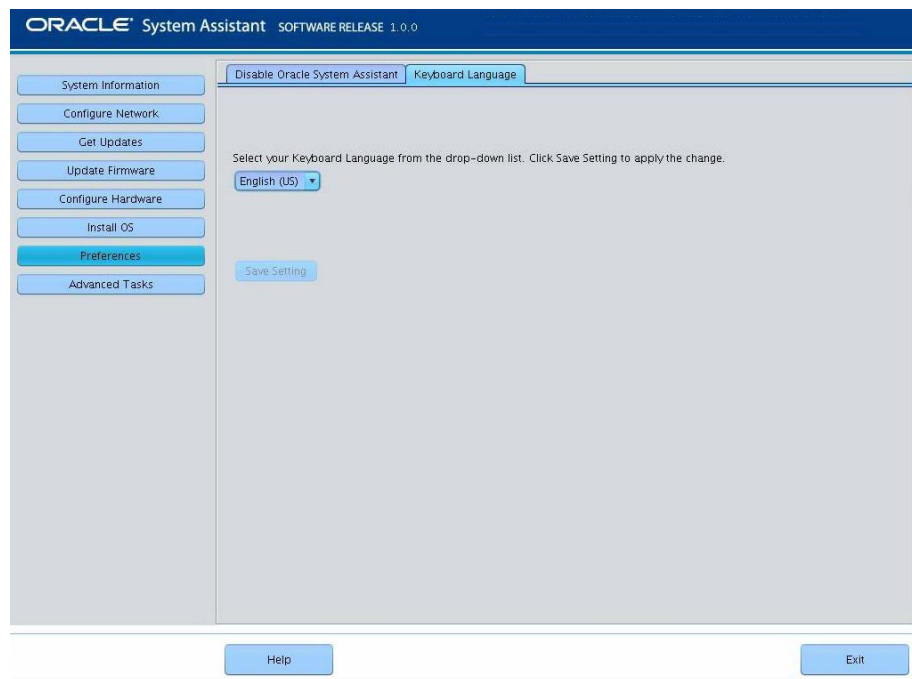 ORACLE System Assistant SOFTWARE RELEASE 1.0.0
Disable Oracle System Assistant Keyboard Language
System Information
Configure Network
Get Updates
Update Firmware
Configure Hardware
Install OS
Preferences
Advanced Tasks
Select your Keyboard Language from the drop-down list. Click Save Setting to apply the change.
English (US)
Save Setting
Help
Exit